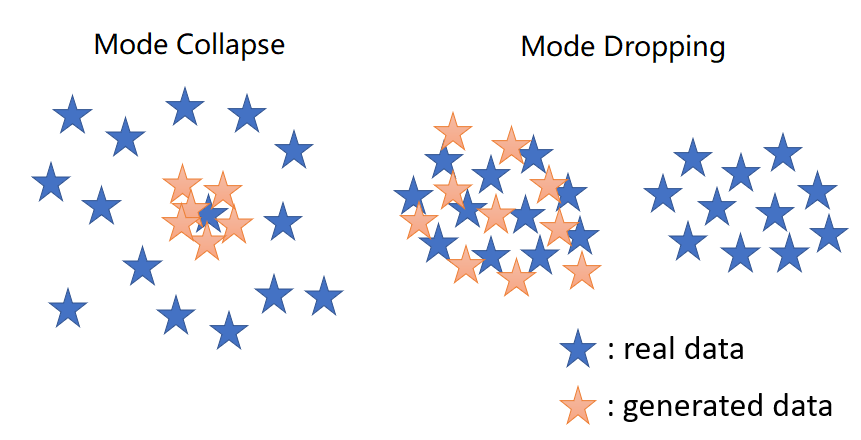 Mode Collapse
Mode Dropping
: real data
: generated data